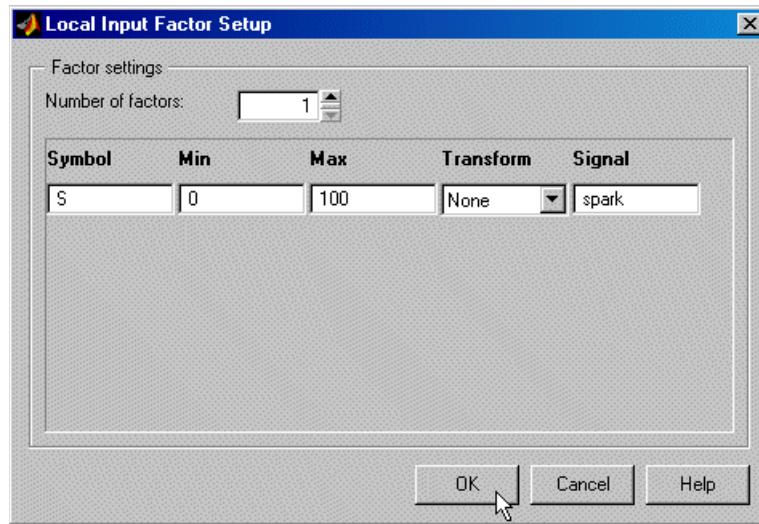 Local Input Factor Setup
Factor settings
Number of factors: 1
Symbol Min Max Transform Signal
S 0 100 None spark
OK Cancel Help